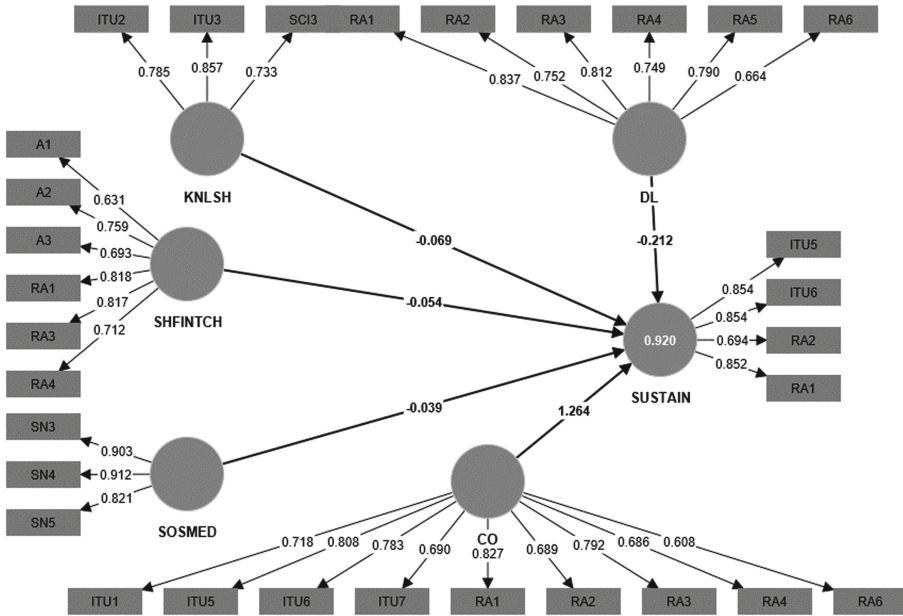 ITU2 ITU3 SCI3 RA1 RA2 RA3 RA4 RA5 RA6
0.785 0.857 0.733 0.837 0.752 0.812 0.749 0.790 0.664
KNLSH
DL
A1
A2
A3
RA1
RA3
RA4
0.631
0.759
0.693
0.818
0.817
0.712
SHFINTCH
-0.069
-0.212
-0.054
-0.039
1.264
0.920
SUSTAIN
0.854
0.854
0.694
0.852
ITU5
ITU6
RA2
RA1
SN3
SN4
SN5
0.903
0.912
0.821
SOSMED
CO
0.718 0.808 0.783 0.690 0.827 0.689 0.792 0.686 0.608
ITU1 ITU5 ITU6 ITU7 RA1 RA2 RA3 RA4 RA6